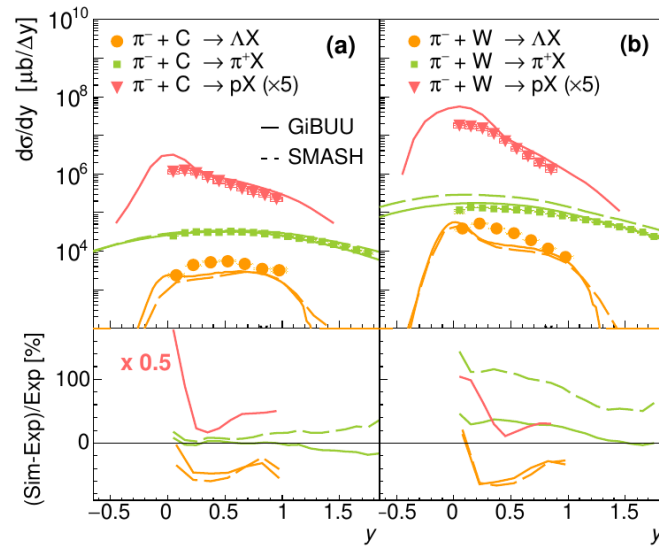 dσ/dy [μb/Δy]
10^10
10^8
10^6
10^4
π⁻ + C → ΛX
π⁻ + C → π⁺X
π⁻ + C → pX (×5)
(a)
GiBUU
SMASH
π⁻ + W → ΛX
π⁻ + W → π⁺X
π⁻ + W → pX (×5)
(b)
(Sim-Exp)/Exp [%]
100
0
x 0.5
−0.5 0 0.5 1 y
−0.5 0 0.5 1 1.5 y